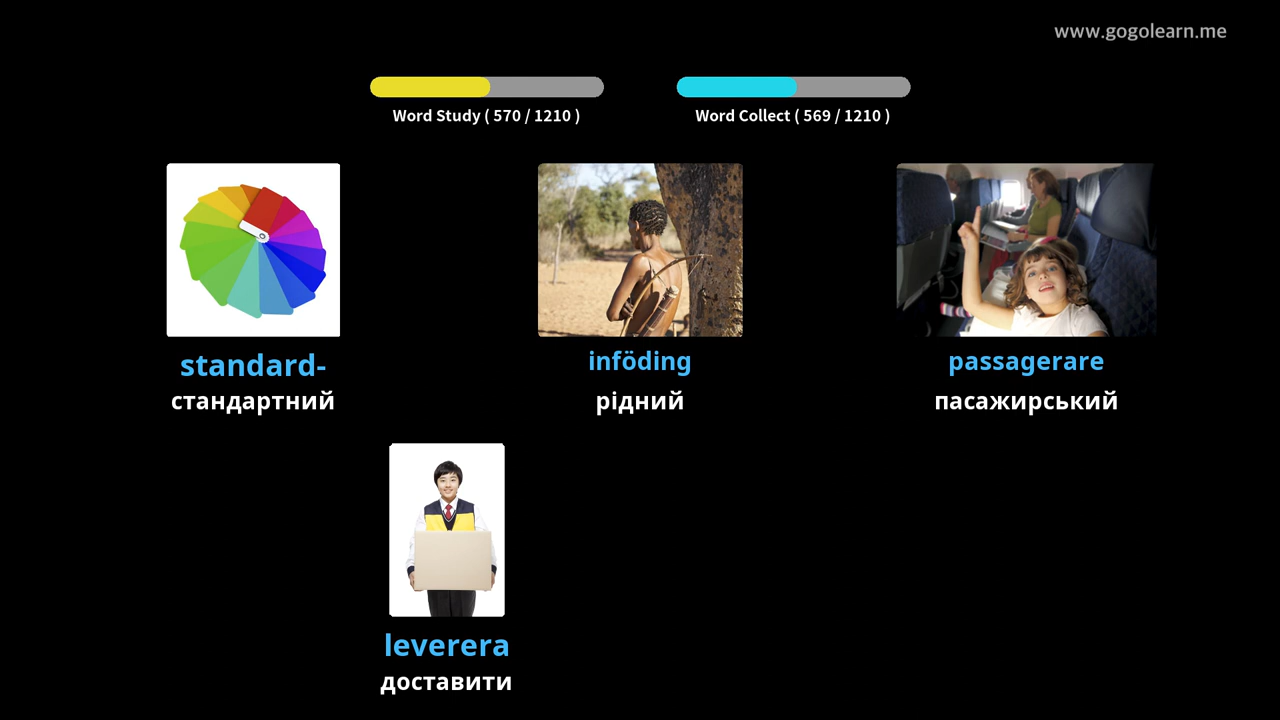 www.gogolearn.me
Word Study ( 570 / 1210 )
Word Collect ( 569 / 1210 )
standard-
стандартний
inföding
рідний
passagerare
пасажирський
leverera
доставити